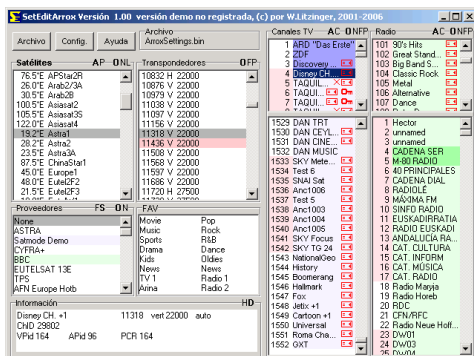 SetEditArrox Versión 1.00 versión demo no registrada, (c) por W.Litzinger, 2001-2006
Archivo Config. Ayuda
Archivo
ArroxSettings.bin
Satélites AP ONL
76.5°E APStar2R
26.0°E Arab2/3A
30.5°E Arab2B
100.5°E Asiasat2
105.5°E Asiasat3S
122.0°E Asiasat4
19.2°E Astra1
28.2°E Astra2
23.5°E Astra3A
87.5°E ChinaStar1
45.0°E Europe1
48.0°E Eutel2F2
21.5°E Eutel2F3
Transpondedores OFP
10832 H 22000
10876 V 22000
10979 V 22000
11097 V 22000
11156 V 22000
11318 V 22000
11436 V 22000
11508 V 22000
11568 V 22000
11597 V 22000
11686 V 22000
11720 H 27500
Proveedores FS ON
None
ASTRA
Satmode Demo
CYFRA+
BBC
EUTELSAT 13E
TPS
AFN Europe Hotb
FAV
Movie Pop
Music Rock
Sports R&B
Drama Dance
Kids Oldies
News News
TV 1 Radio 1
Arina Radio 2
Información HD
Disney CH. +1 11318 vert 22000 auto
ChID 29802
VPid 164 APid 96 PCR 164
Canales TV AC ONFP
1 ARD "Das Erste"
2 ZDF
3 Discovery ...
4 Disney CH....
5 TAQUIL...
6 TAQUI...
7 TAQUI...
1529 DAN TRT
1530 DAN CEYL...
1531 DAN CINE...
1532 DAN MUSIC
1533 SKY Mete...
1534 Test 6
1535 SNAI Sat
1536 Anc1006
1537 Test 5
1538 Anc1003
1539 Anc1004
1540 Anc1005
1541 SKY Focus
1542 SKY TG 24
1543 NationalGeo
1544 History
1545 Boomerang
1546 Hallmark
1547 Fox
1548 Jetix +1
1549 Cartoon +1
1550 Universal
1551 Roma Cha...
1552 GXT
Radio AC ONFP
101 90's Hits
102 Great Stand...
103 Big Band S...
104 Classic Rock
105 Metal
106 Alternative
107 Dance
1 Hector
2 unnamed
3 unnamed
4 CADENA SER
5 M-80 RADIO
6 40 PRINCIPALES
7 CADENA DIAL
8 RADIOLÉ
9 MÁXIMA FM
10 SINFO RADIO
11 EUSKADIRRATIA
12 RADIO EUSKADI
13 ANDALUCÍA RA...
14 CAT. CULTURA
15 CAT. INFORM
16 CAT. MÚSICA
17 CAT. RADIO
18 Radio Maryja
19 Radio Horeb
20 RDC
21 CFN/RFC
22 Radio Neue Hoff...
23 DW01
24 DW03
25 DW04